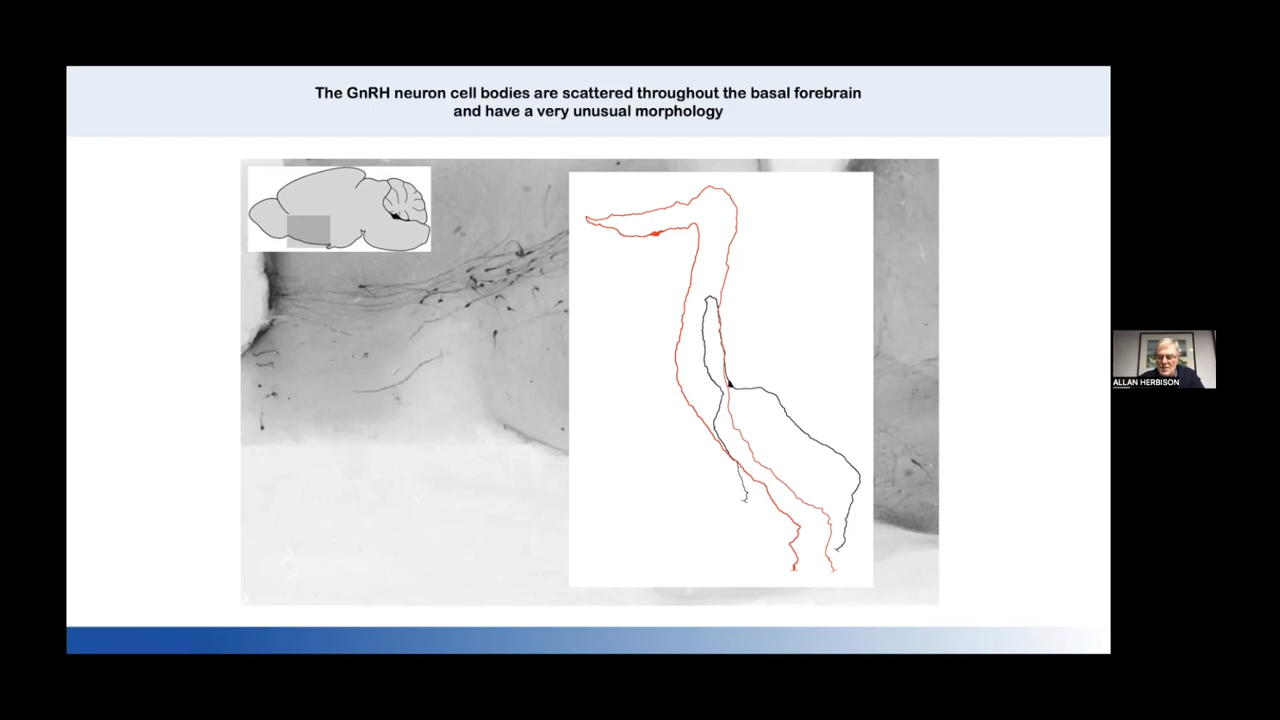 The GnRH neuron cell bodies are scattered throughout the basal forebrain
and have a very unusual morphology
ALLAN HERBISON